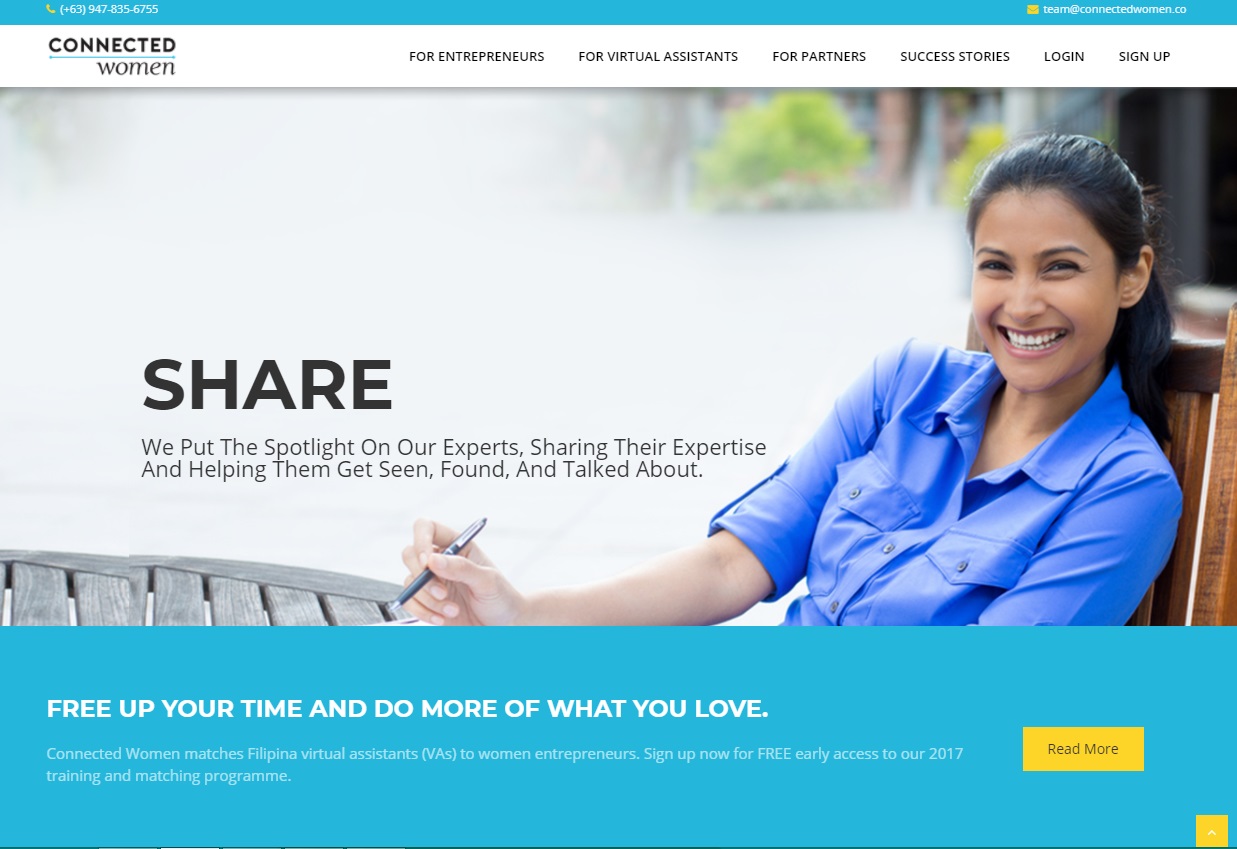 (+63) 947-835-6755
team@connectedwomen.co
CONNECTED
women
FOR ENTREPRENEURS
FOR VIRTUAL ASSISTANTS
FOR PARTNERS
SUCCESS STORIES
LOGIN
SIGN UP
SHARE
We Put The Spotlight On Our Experts, Sharing Their Expertise
And Helping Them Get Seen, Found, And Talked About.
FREE UP YOUR TIME AND DO MORE OF WHAT YOU LOVE.
Connected Women matches Filipina virtual assistants (VAs) to women entrepreneurs. Sign up now for FREE early access to our 2017
training and matching programme.
Read More